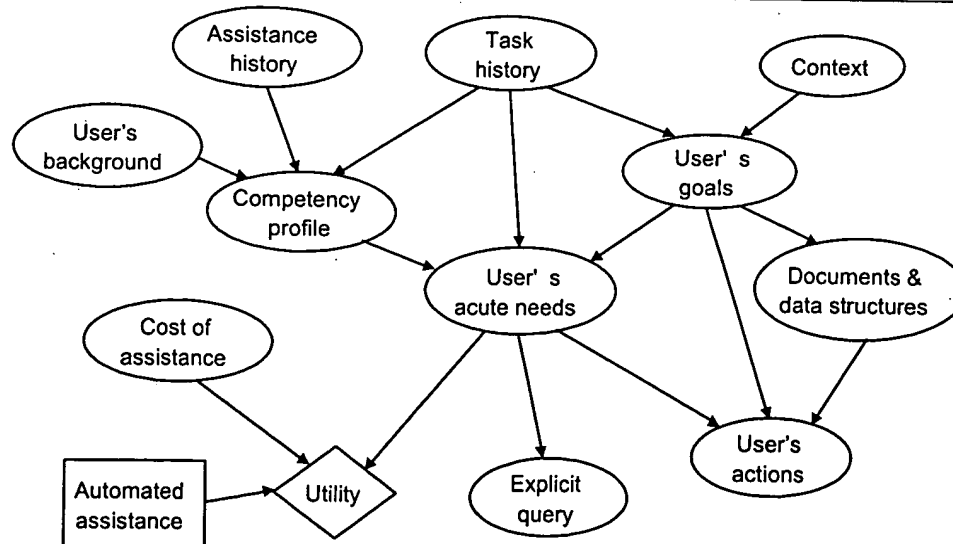 Assistance
history
Task
history
Context
User's
background
User' s
goals
Competency
profile
User' s
acute needs
Documents &
data structures
Cost of
assistance
User's
actions
Automated
assistance
Utility
Explicit
query